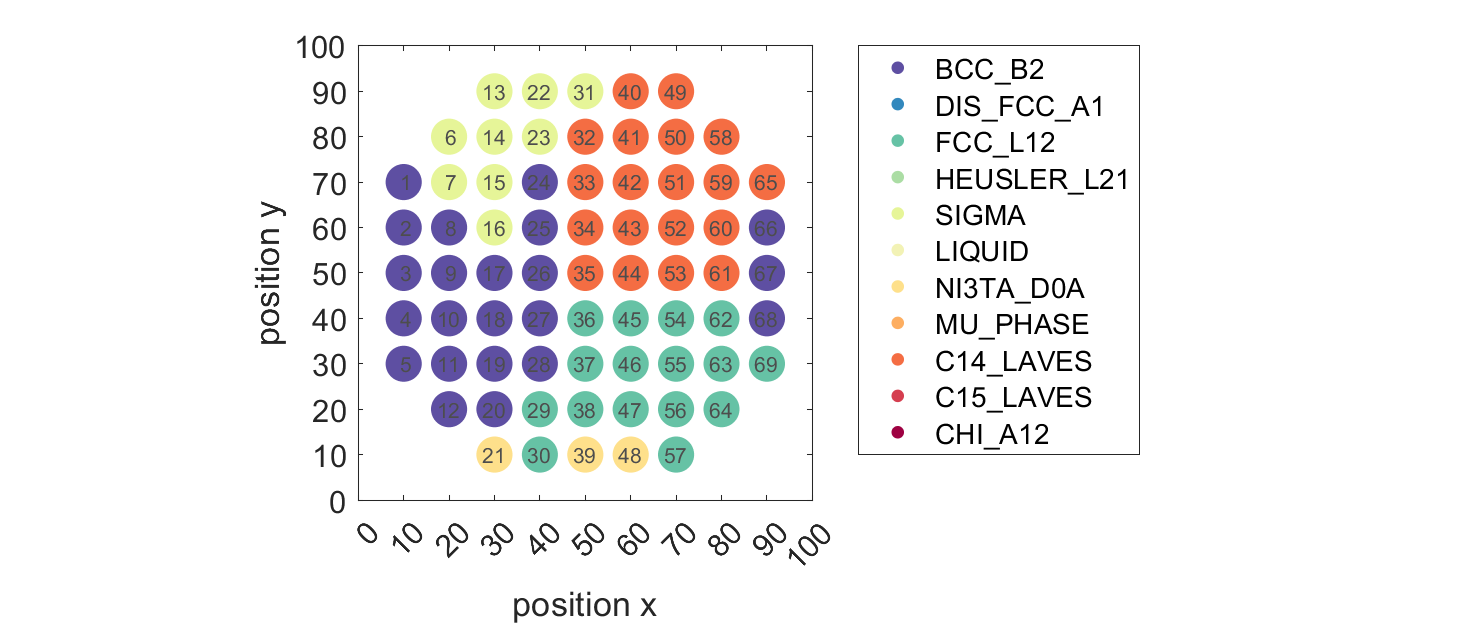 100
90
80
70
60
50
40
30
20
10
0
position y
13 22 31 40 49
6 14 23 32 41 50 58
1 7 15 24 33 42 51 59 65
2 8 16 25 34 43 52 60 66
3 9 17 26 35 44 53 61 67
4 10 18 27 36 45 54 62 68
5 11 19 28 37 46 55 63 69
12 20 29 38 47 56 64
21 30 39 48 57
0 10 20 30 40 50 60 70 80 90 100
position x
BCC_B2
DIS_FCC_A1
FCC_L12
HEUSLER_L21
SIGMA
LIQUID
NI3TA_D0A
MU_PHASE
C14_LAVES
C15_LAVES
CHI_A12